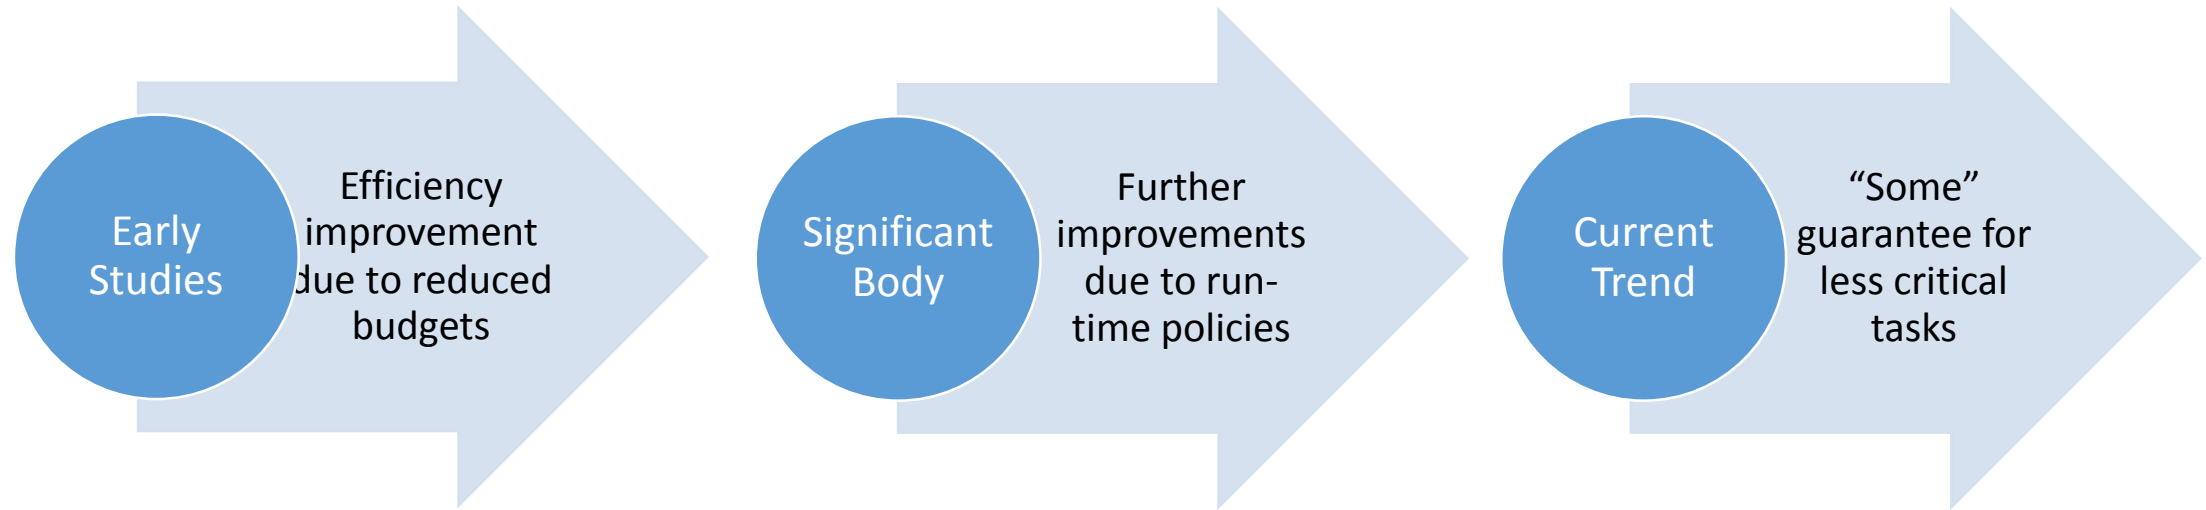 Early
Studies
Efficiency
improvement
due to reduced
budgets
Significant
Body
Further
improvements
due to run-
time policies
Current
Trend
“Some”
guarantee for
less critical
tasks